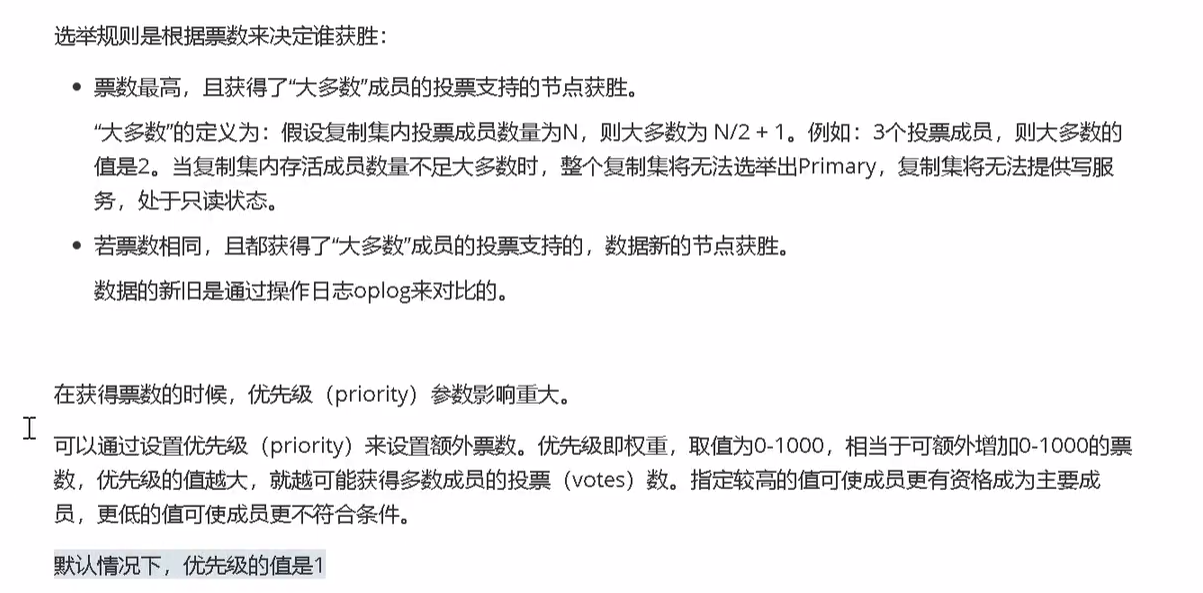 选举规则是根据票数来决定谁获胜：
• 票数最高，且获得了“大多数”成员的投票支持的节点获胜。
“大多数”的定义为：假设复制集内投票成员数量为N，则大多数为 N/2 + 1。例如：3个投票成员，则大多数的
值是2。当复制集内存活成员数量不足大多数时，整个复制集将无法选举出Primary，复制集将无法提供写服
务，处于只读状态。
• 若票数相同，且都获得了“大多数”成员的投票支持的，数据新的节点获胜。
数据的新旧是通过操作日志oplog来对比的。
在获得票数的时候，优先级（priority）参数影响重大。
可以通过设置优先级（priority）来设置额外票数。优先级即权重，取值为0-1000，相当于可额外增加0-1000的票
数，优先级的值越大，就越可能获得多数成员的投票（votes）数。指定较高的值可使成员更有资格成为主要成
员，更低的值可使成员更不符合条件。
默认情况下，优先级的值是1